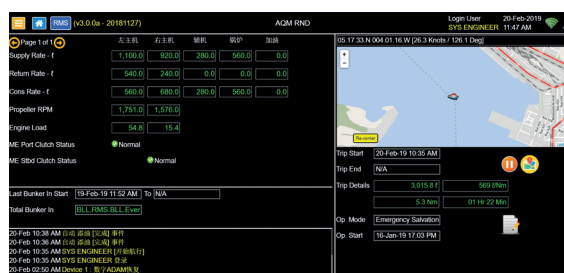 RMS (v3.0.0a - 20181127)
AQM RND
Login User 20-Feb-2019
SYS ENGINEER 11:47 AM
Page 1 of 1
左主机 右主机 辅机 锅炉 加油
Supply Rate - ℓ 1,100.0 920.0 280.0 560.0 0.0
Return Rate - ℓ 540.0 240.0 0.0 0.0 0.0
Cons Rate - ℓ 560.0 680.0 280.0 560.0 0.0
Propeller RPM 1,751.0 1,576.0
Engine Load 54.8 15.4
ME Port Clutch Status Normal
ME Stbd Clutch Status Normal
Last Bunker In Start 19-Feb-19 11:52 AM To N/A
Total Bunker In BLL.RMS.BLL.Ever
20-Feb 10:38 AM 自动 添油 [完成] 事件
20-Feb 10:36 AM 自动 添油 [完成] 事件
20-Feb 10:35 AM SYS ENGINEER [开始航行]
20-Feb 10:35 AM SYS ENGINEER 登录
20-Feb 02:50 AM Device 1 : 数字ADAM恢复
05.17.33.N 004.01.16.W [26.3 Knots / 126.1 Deg]
+
-
Re-center
Trip Start 20-Feb-19 10:35 AM
Trip End N/A
Trip Details 3,015.8 ℓ 569 ℓ/Nm
5.3 Nm 01 Hr 22 Min
Op. Mode Emergency Salvation
Op. Start 16-Jan-19 17:03 PM